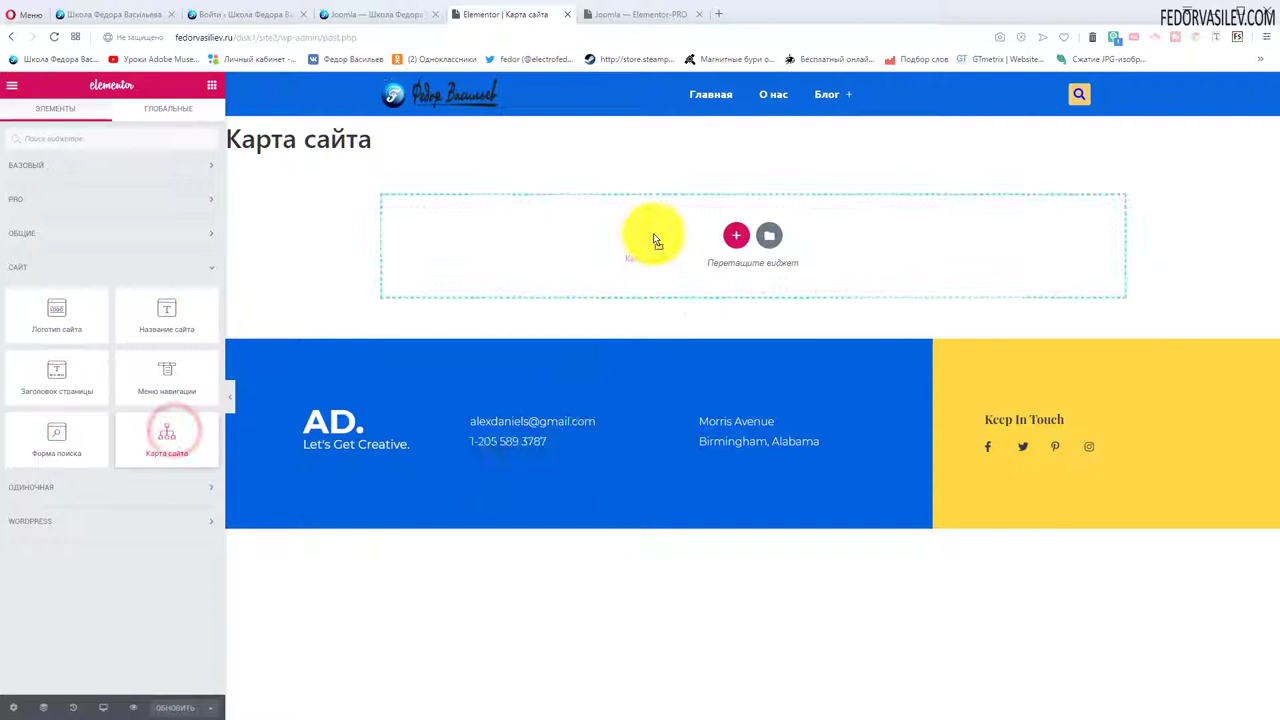 Меню
Школа Федора Васильева
Войти ‹ Школа Федора Ва
Joomla — Школа Федора
Elementor | Карта сайта
Joomla — Elementor-PRO
FEDORVASILEV.COM
Не защищено
fedorvasiliev.ru/disk1/site2/wp-admin/post.php
Школа Федора Васи...
Уроки Adobe Muse...
Личный кабинет -...
Федор Васильев
(2) Одноклассники
fedor (@electrofed...
http://store.steamp...
Магнитные бури о...
Бесплатный онлай...
Подбор слов
GTmetrix | Website...
Сжатие JPG-изобр...
elementor
Федор Васильев
Главная
О нас
Блог +
ЭЛЕМЕНТЫ
ГЛОБАЛЬНЫЕ
Поиск виджетов
Карта сайта
БАЗОВЫЙ
PRO
ОБЩИЕ
САЙТ
Перетащите виджет
Логотип сайта
Название сайта
Заголовок страницы
Меню навигации
Форма поиска
Карта сайта
ОДИНОЧНАЯ
WORDPRESS
AD.
Let's Get Creative.
alexdaniels@gmail.com
1-205 589 3787
Morris Avenue
Birmingham, Alabama
Keep In Touch
ОБНОВИТЬ